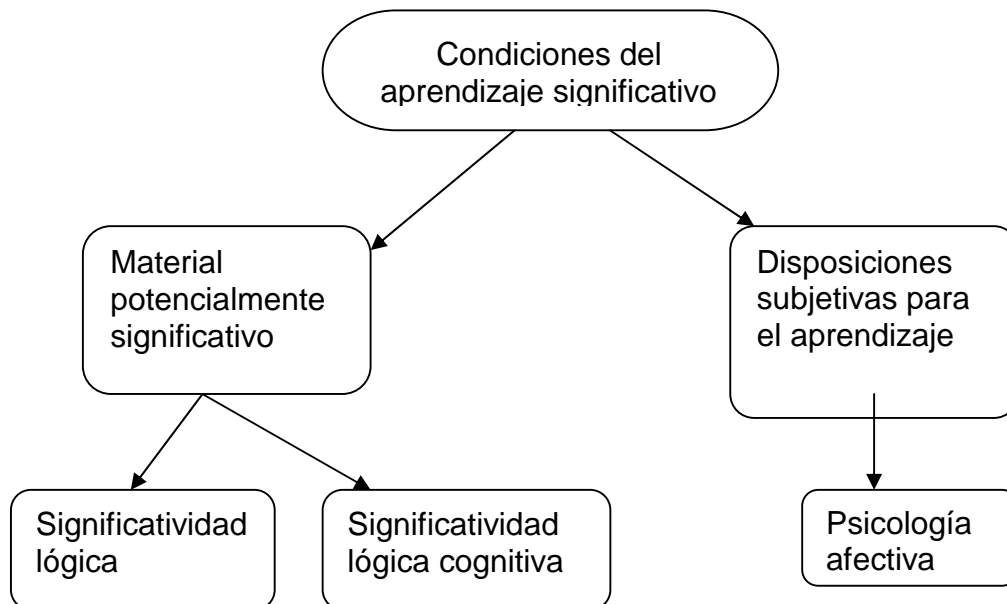 Condiciones del
aprendizaje significativo
Material
potencialmente
significativo
Disposiciones
subjetivas para
el aprendizaje
Significatividad
lógica
Significatividad
lógica cognitiva
Psicología
afectiva